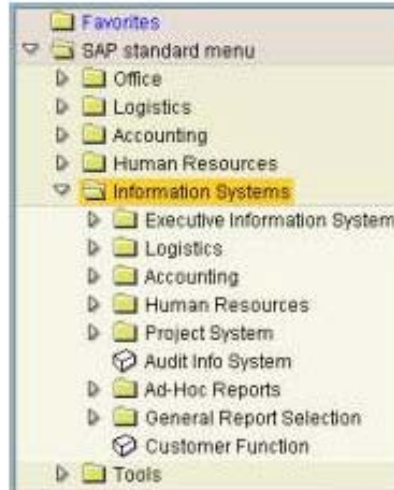 Favorites
SAP standard menu
Office
Logistics
Accounting
Human Resources
Information Systems
Executive Information System
Logistics
Accounting
Human Resources
Project System
Audit Info System
Ad-Hoc Reports
General Report Selection
Customer Function
Tools